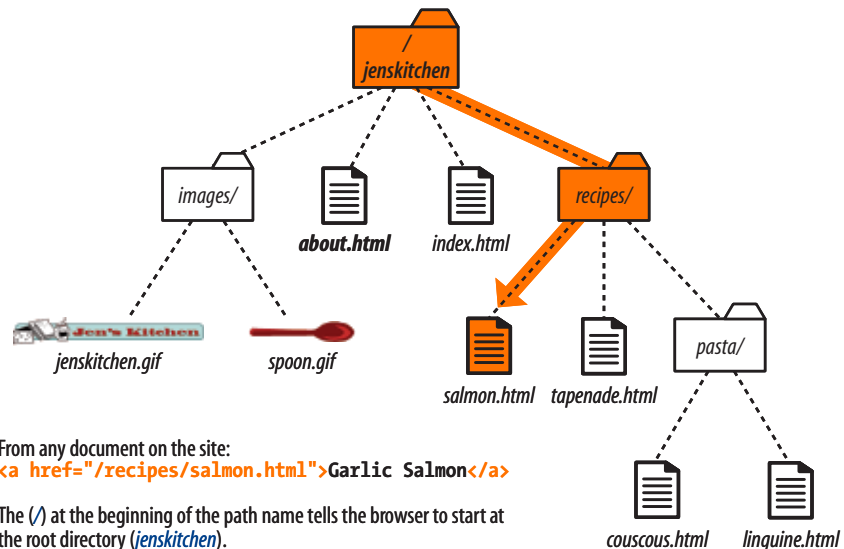 /
jenskitchen
images/
about.html
index.html
recipes/
Jen's Kitchen
jenskitchen.gif
spoon.gif
salmon.html
tapenade.html
pasta/
From any document on the site:
<a href="/recipes/salmon.html">Garlic Salmon</a>
The (/) at the beginning of the path name tells the browser to start at
the root directory (jenskitchen).
couscous.html
linguine.html